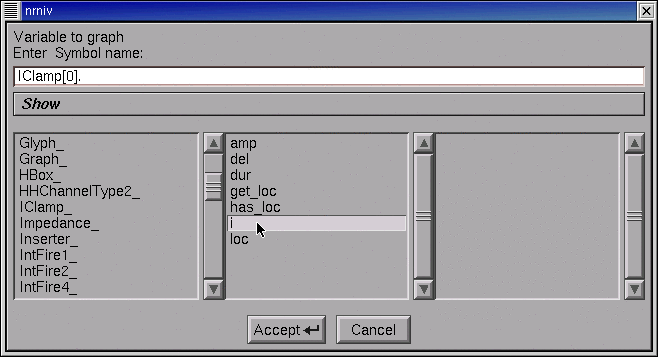 nrniv
Variable to graph
Enter Symbol name:
IClamp[0].
Show
Glyph_
Graph_
HBox_
HHChannelType2_
IClamp_
Impedance_
Inserter_
IntFire1_
IntFire2_
IntFire4_
amp
del
dur
get_loc
has_loc
i
loc
Accept
Cancel